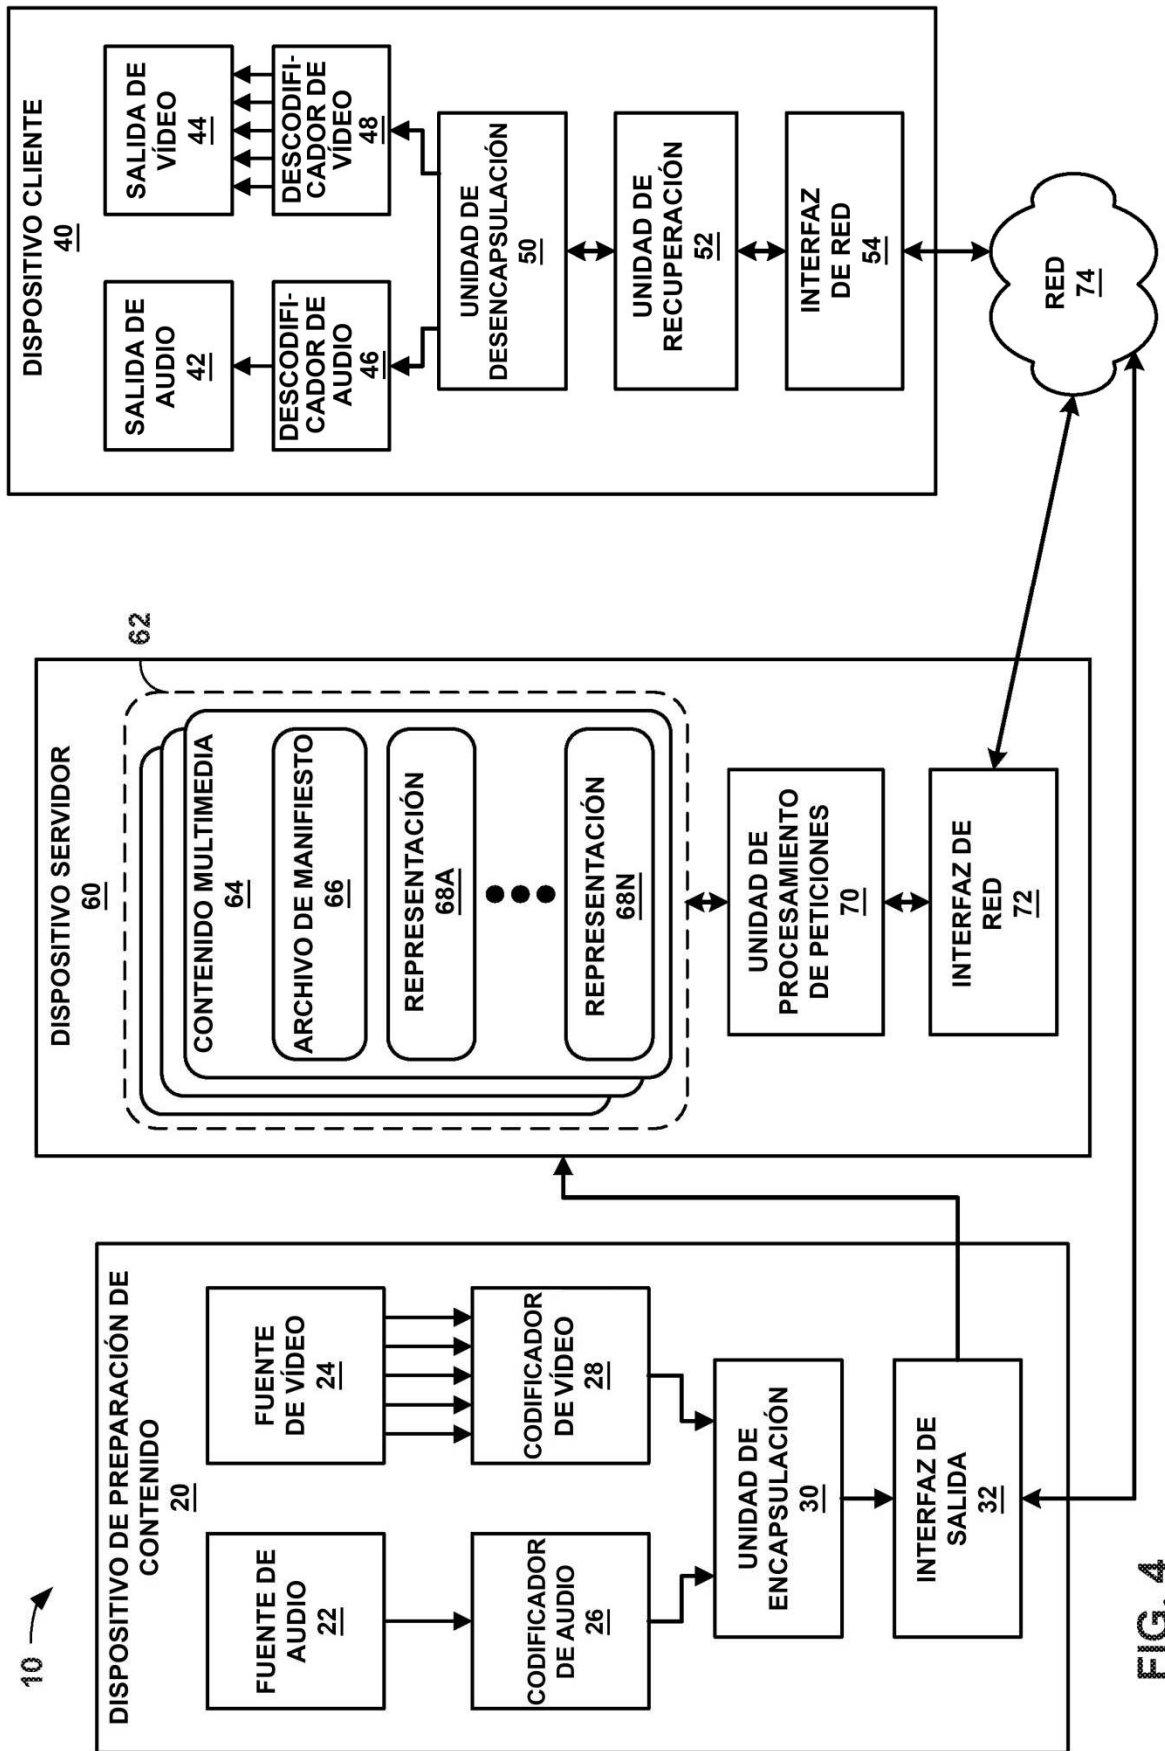 10
DISPOSITIVO DE PREPARACIÓN DE
CONTENIDO
20
FUENTE DE
AUDIO
22
FUENTE
DE VÍDEO
24
CODIFICADOR
DE AUDIO
26
CODIFICADOR
DE VÍDEO
28
UNIDAD DE
ENCAPSULACIÓN
30
INTERFAZ DE
SALIDA
32
DISPOSITIVO SERVIDOR
60
62
CONTENIDO MULTIMEDIA
64
ARCHIVO DE MANIFIESTO
66
REPRESENTACIÓN
68A
REPRESENTACIÓN
68N
UNIDAD DE
PROCESAMIENTO
DE PETICIONES
70
INTERFAZ DE
RED
72
DISPOSITIVO CLIENTE
40
SALIDA DE
AUDIO
42
SALIDA DE
VÍDEO
44
DESCODIFI-
CADOR DE
AUDIO
46
DESCODIFI-
CADOR DE
VÍDEO
48
UNIDAD DE
DESENCAPSULACIÓN
50
UNIDAD DE
RECUPERACIÓN
52
INTERFAZ
DE RED
54
RED
74
FIG. 4